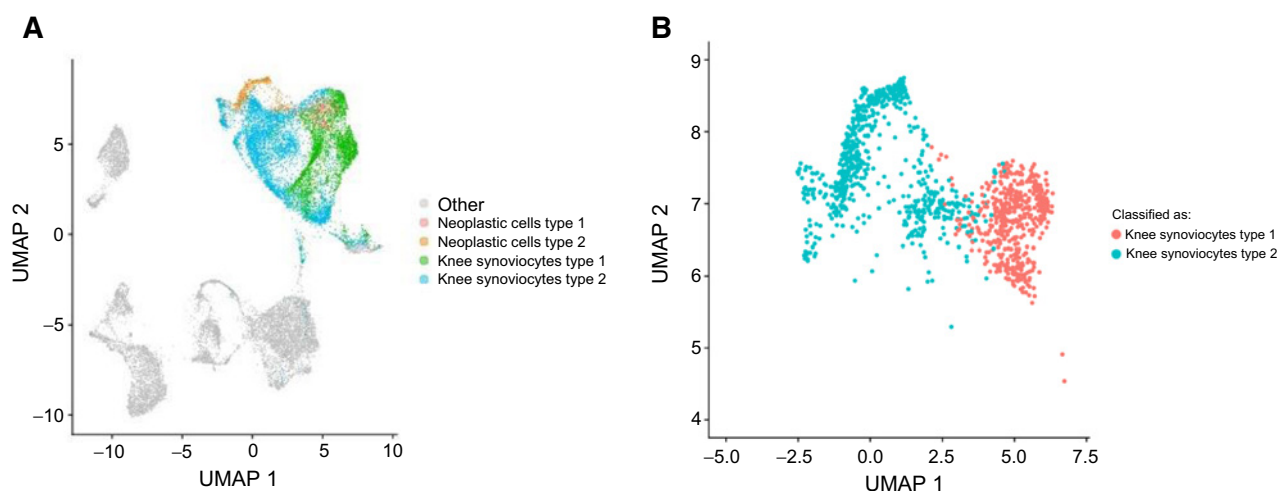 A
5
0
−5
−10
−10
−5
0
5
10
UMAP 1
UMAP 2
Other
Neoplastic cells type 1
Neoplastic cells type 2
Knee synoviocytes type 1
Knee synoviocytes type 2
B
9
8
7
6
5
4
−5.0
−2.5
0.0
2.5
5.0
7.5
UMAP 1
UMAP 2
Classified as:
Knee synoviocytes type 1
Knee synoviocytes type 2